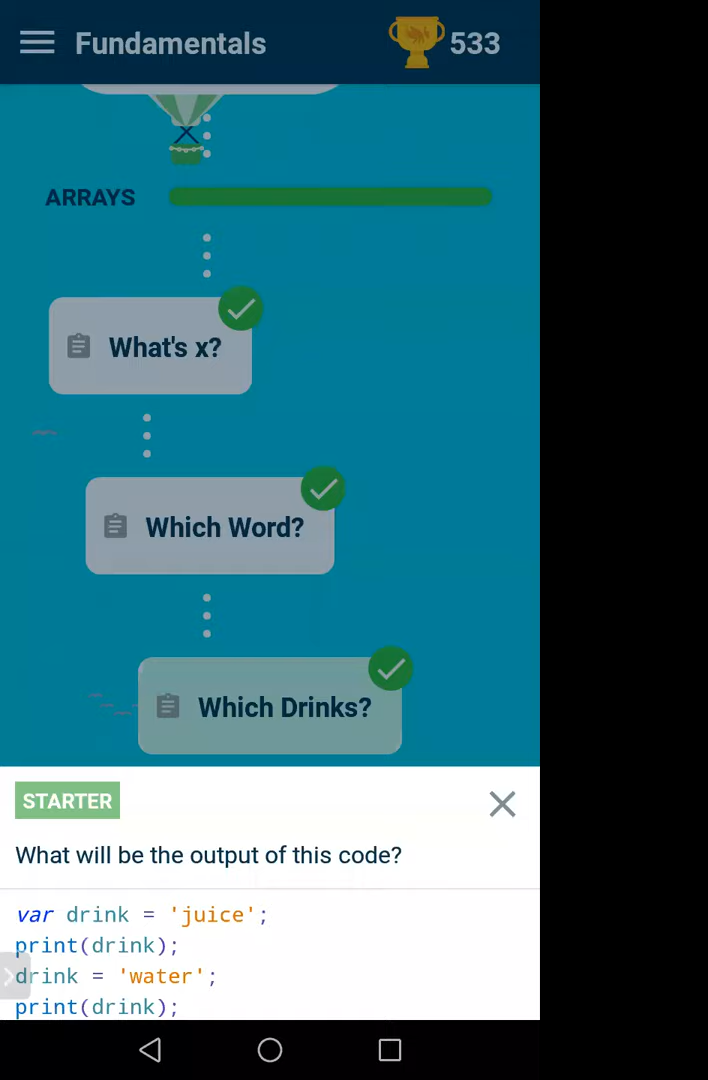 Fundamentals
533
ARRAYS
What's x?
Which Word?
Which Drinks?
STARTER
What will be the output of this code?
var drink = 'juice';
print(drink);
drink = 'water';
print(drink);